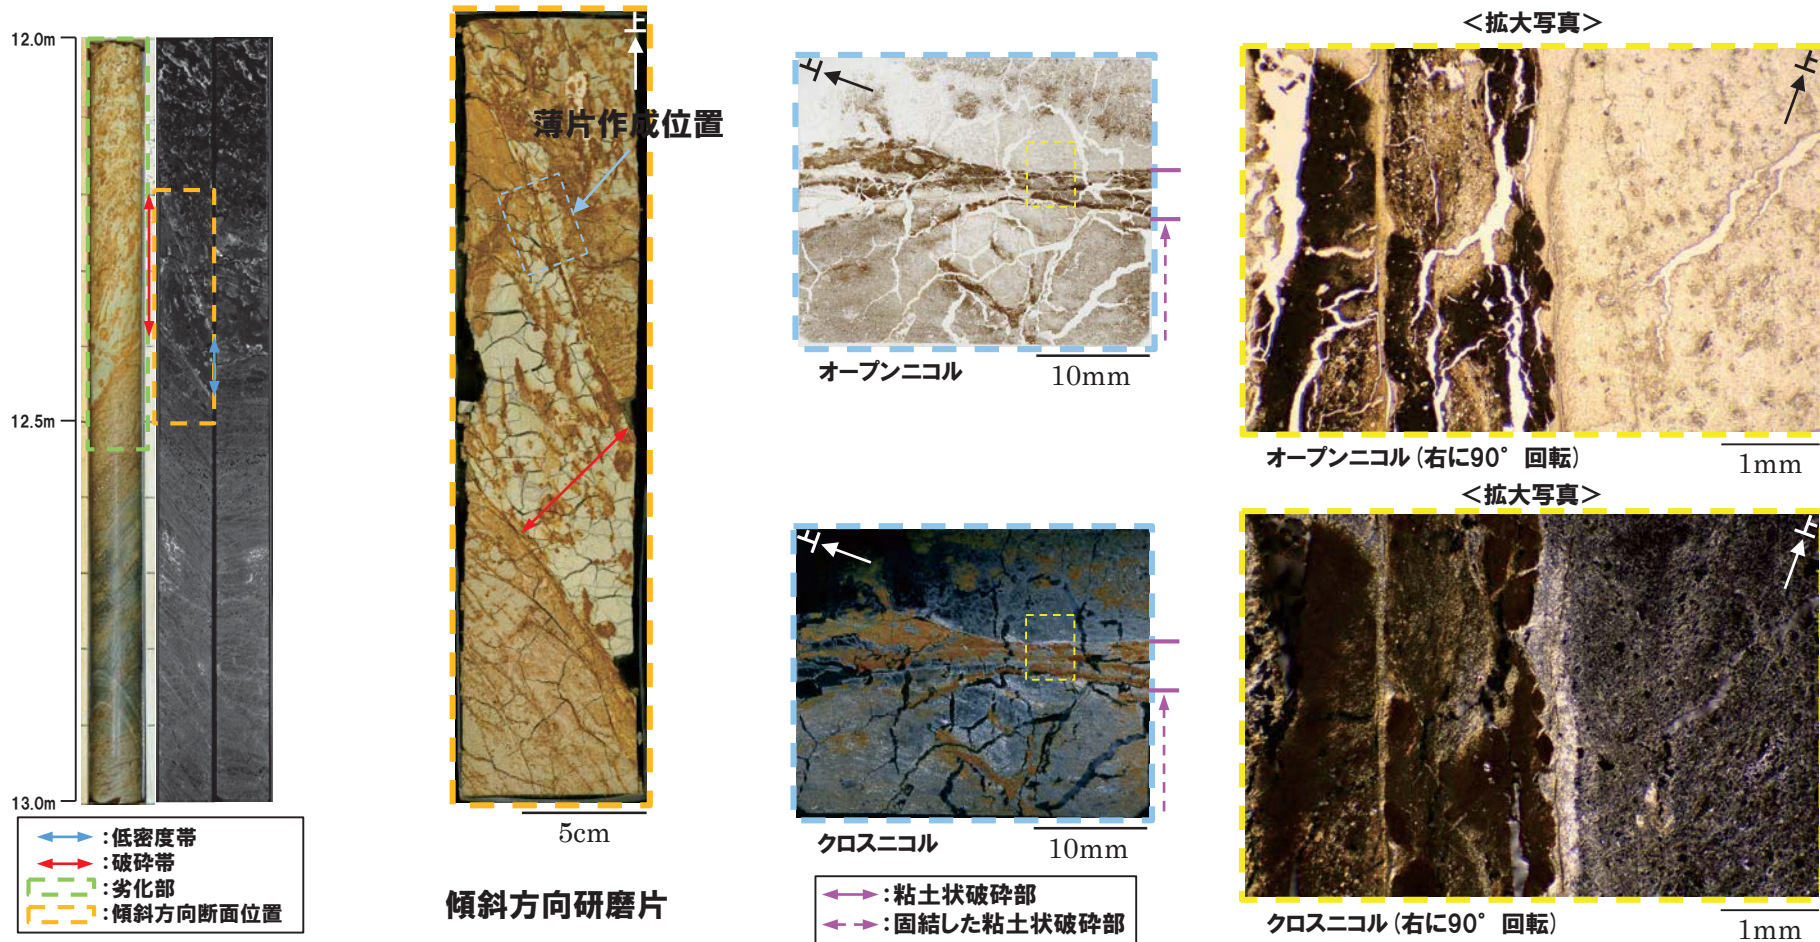 12.0m
12.5m
13.0m
:低密度帯
:破砕帯
:劣化部
:傾斜方向断面位置
上
薄片作成位置
5cm
傾斜方向研磨片
上
オープンニコル
10mm
上
クロスニコル
10mm
:粘土状破砕部
:固結した粘土状破砕部
<拡大写真>
上
オープンニコル (右に90° 回転)
1mm
<拡大写真>
上
クロスニコル (右に90° 回転)
1mm